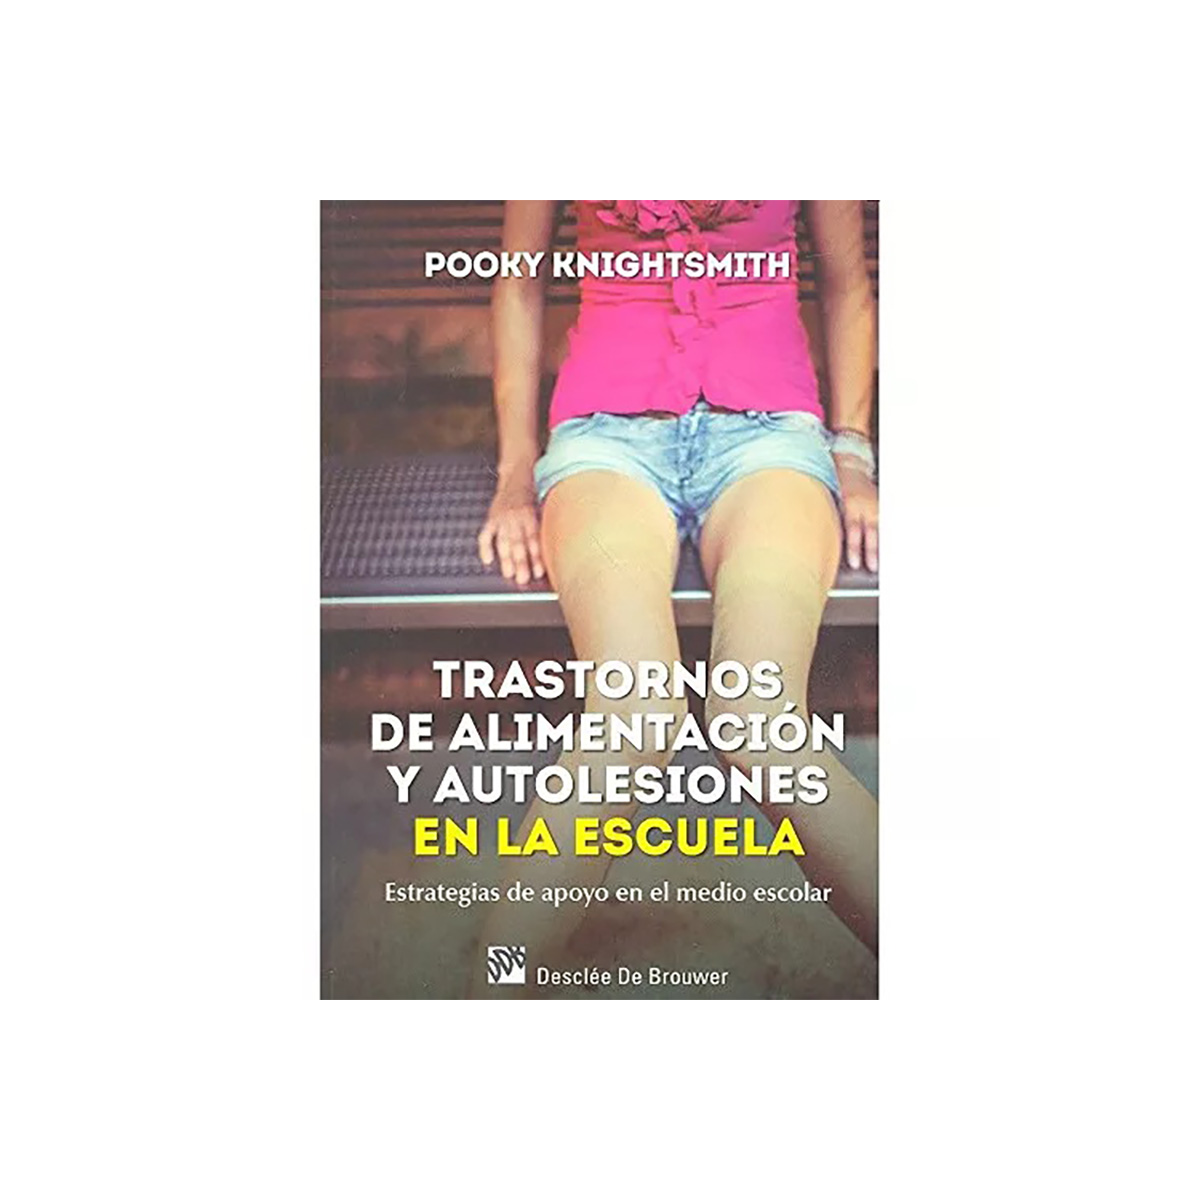 POOKY KNIGHTSMITH
TRASTORNOS
DE ALIMENTACIÓN
Y AUTOLESIONES
EN LA ESCUELA
Estrategias de apoyo en el medio escolar
DDB
Desclée De Brouwer